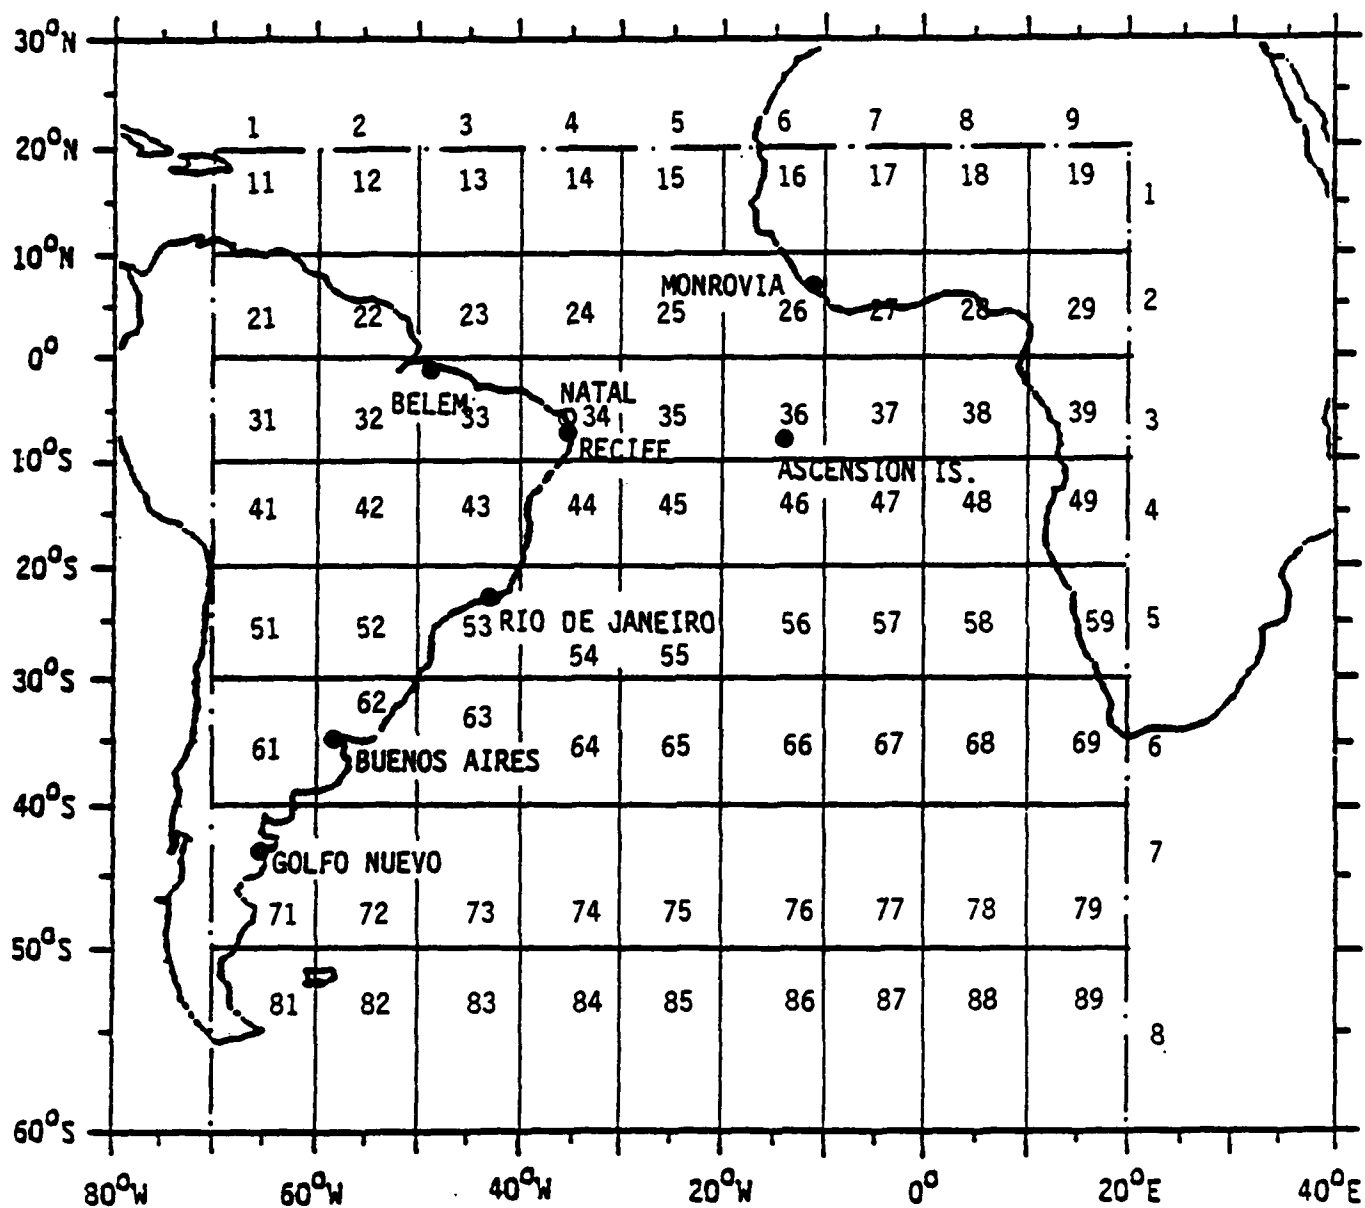 30°N
1 2 3 4 5 6 7 8 9
20°N
11 12 13 14 15 16 17 18 19 1
10°N
MONROVIA 2
21 22 23 24 25 26 27 28 29
0°
NATAL
BELEM
31 32 33 34 35 36 37 38 39 3
RECIFE
10°S
ASCENSION IS.
41 42 43 44 45 46 47 48 49 4
20°S
51 52 53 RIO DE JANEIRO 56 57 58 59 5
54 55
30°S
62 63
61 64 65 66 67 68 69 6
BUENOS AIRES
40°S
GOLFO NUEVO 7
71 72 73 74 75 76 77 78 79
50°S
81 82 83 84 85 86 87 88 89
8
60°S
80°W 60°W 40°W 20°W 0° 20°E 40°E